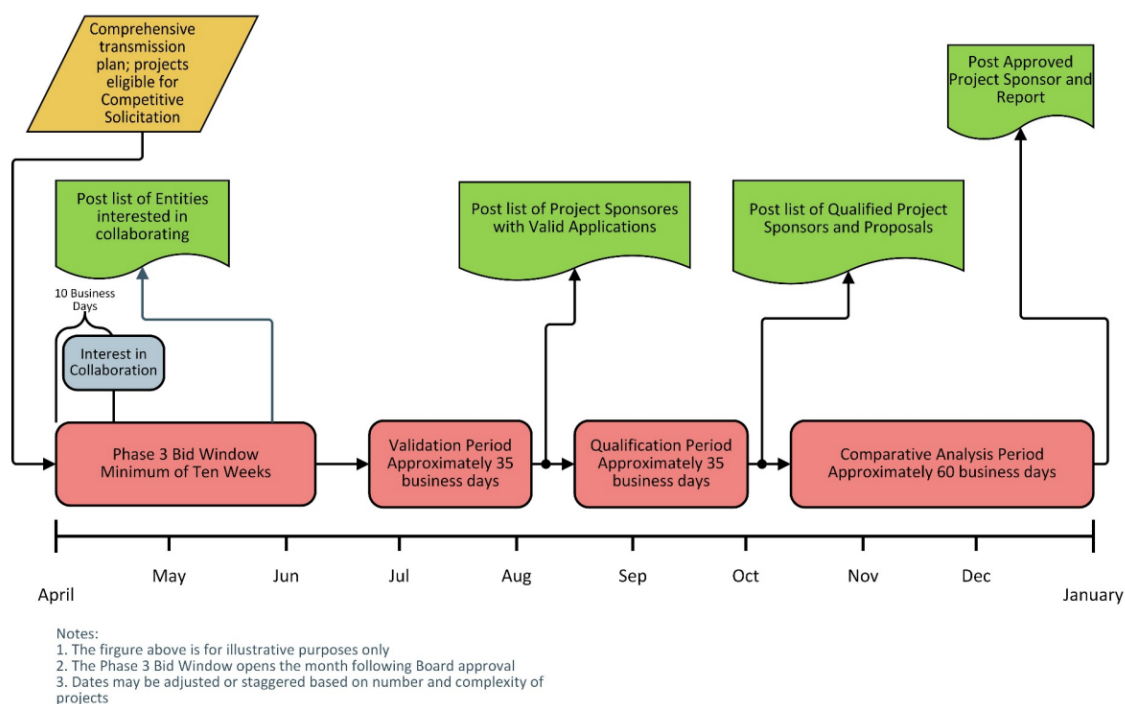 Comprehensive
transmission
plan; projects
eligible for
Competitive
Solicitation
Post Approved
Project Sponsor and
Report
Post list of Entities
interested in
collaborating
Post list of Project Sponsores
with Valid Applications
Post list of Qualified Project
Sponsors and Proposals
10 Business
Days
Interest in
Collaboration
Phase 3 Bid Window
Minimum of Ten Weeks
Validation Period
Approximately 35
business days
Qualification Period
Approximately 35
business days
Comparative Analysis Period
Approximately 60 business days
April
May
Jun
Jul
Aug
Sep
Oct
Nov
Dec
January
Notes:
1. The firgure above is for illustrative purposes only
2. The Phase 3 Bid Window opens the month following Board approval
3. Dates may be adjusted or staggered based on number and complexity of
projects